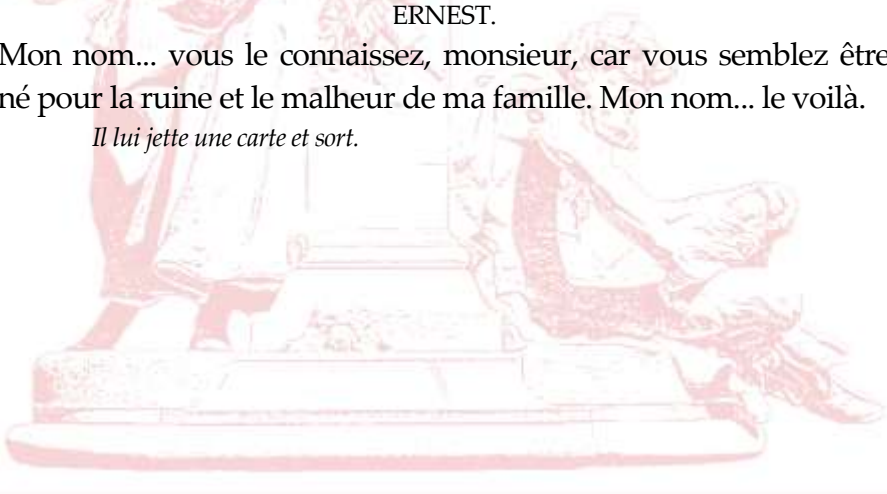 ERNEST.
Mon nom... vous le connaissez, monsieur, car vous semblez être
né pour la ruine et le malheur de ma famille. Mon nom... le voilà.
Il lui jette une carte et sort.